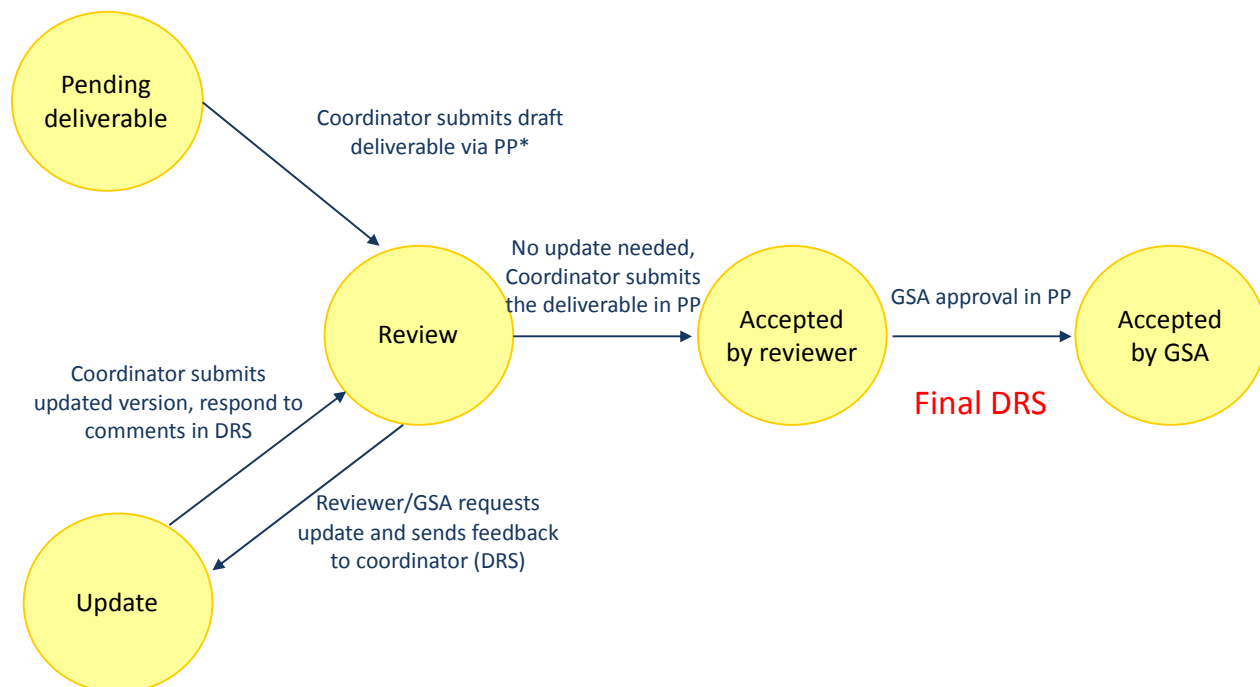 Pending
deliverable
Coordinator submits draft
deliverable via PP*
No update needed,
Coordinator submits
the deliverable in PP
Review
Accepted
by reviewer
GSA approval in PP
Final DRS
Accepted
by GSA
Coordinator submits
updated version, respond to
comments in DRS
Reviewer/GSA requests
update and sends feedback
to coordinator (DRS)
Update